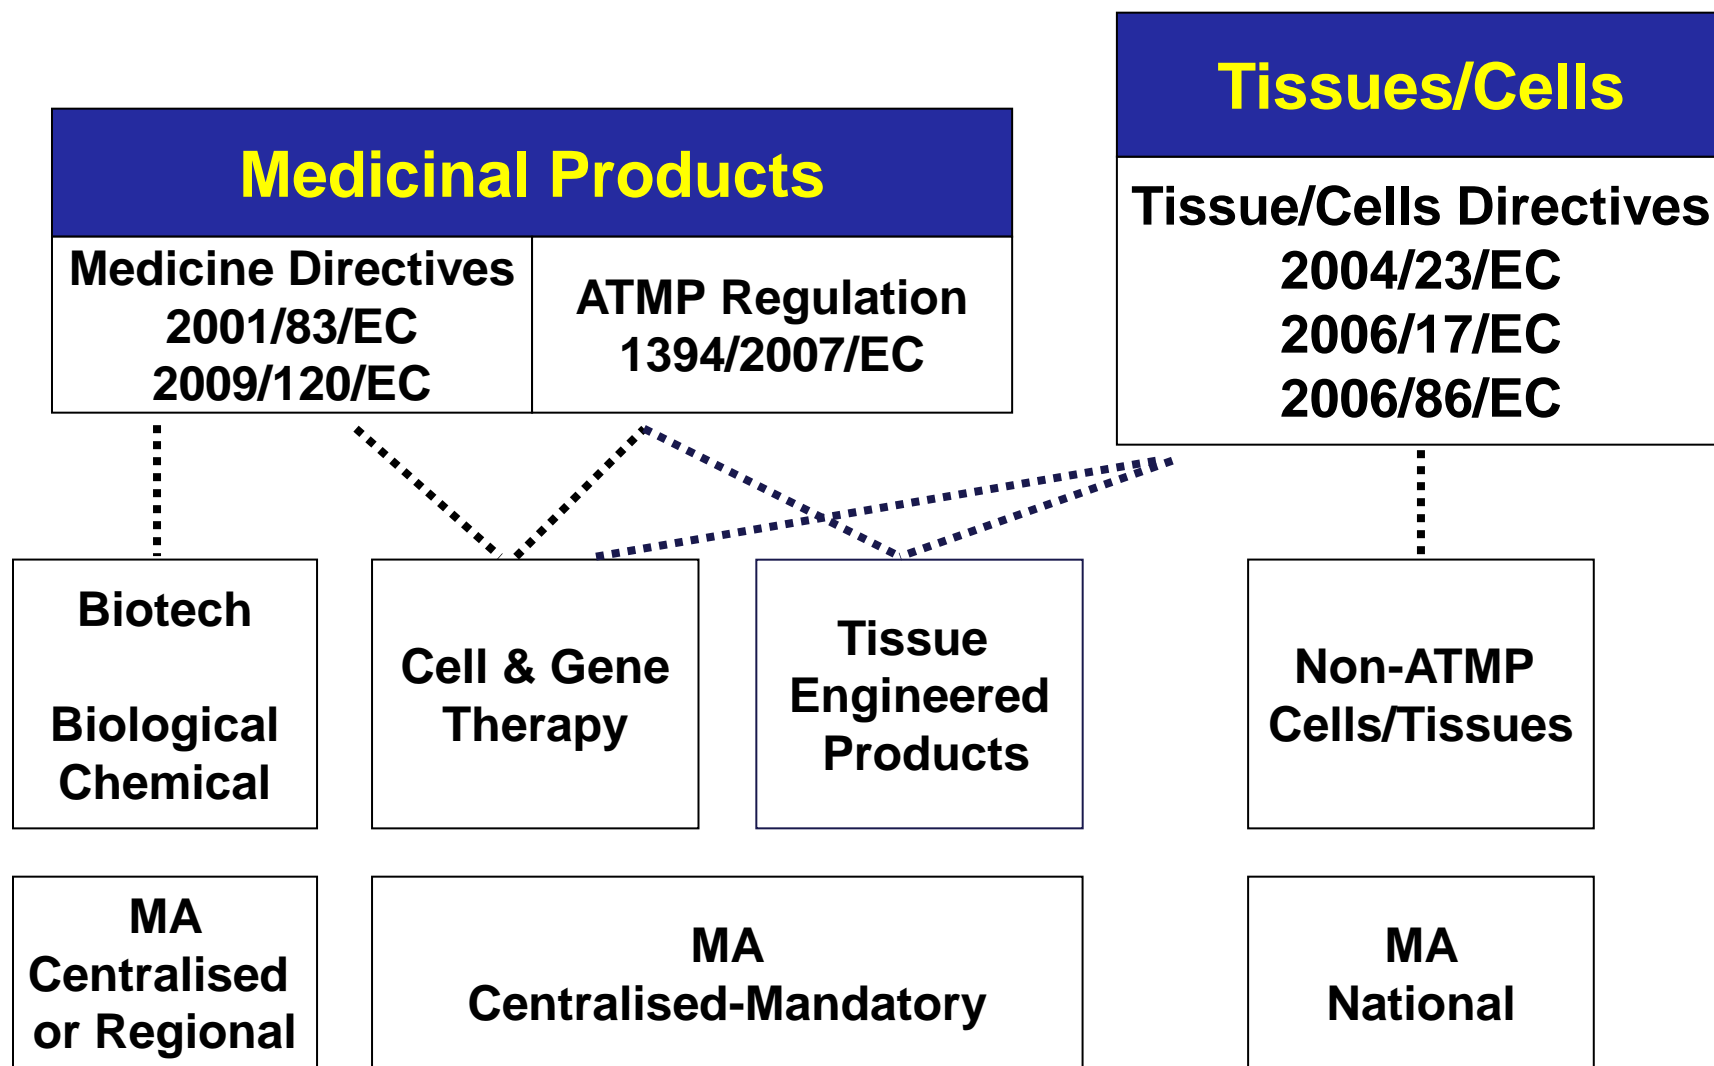 Tissues/Cells
Medicinal Products
Tissue/Cells Directives
2004/23/EC
2006/17/EC
2006/86/EC
Medicine Directives
2001/83/EC
2009/120/EC
ATMP Regulation
1394/2007/EC
Biotech
Biological
Chemical
Cell & Gene
Therapy
Tissue
Engineered
Products
Non-ATMP
Cells/Tissues
MA
Centralised
or Regional
MA
Centralised-Mandatory
MA
National